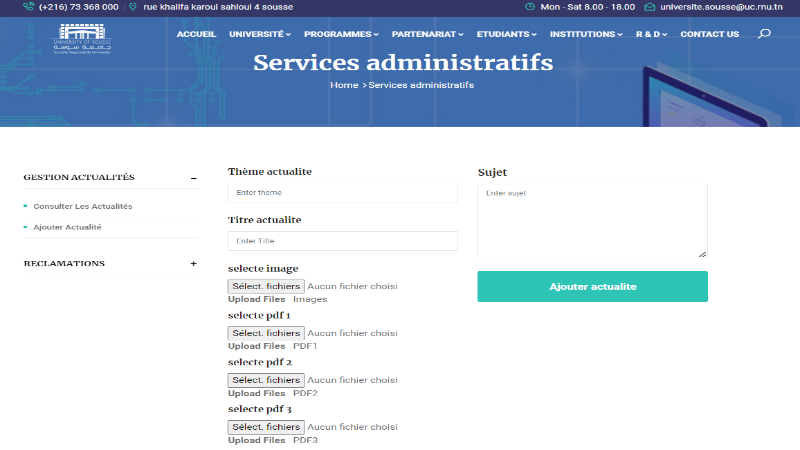 (+216) 73 368 000 rue khalifa karoui sahloul 4 sousse Mon - Sat 8.00 - 18.00 universite.sousse@uc.rnu.tn
UNIVERSITY OF SOUSSE
جامعة سوسة
ACCUEIL UNIVERSITÉ PROGRAMMES PARTENARIAT ETUDIANTS INSTITUTIONS R & D CONTACT US
Services administratifs
Home >Services administratifs
GESTION ACTUALITÉS –
Consulter Les Actualités
Ajouter Actualité
RECLAMATIONS +
Thème actualite
Enter theme
Titre actualite
Enter Title
selecte image
Sélect. fichiers Aucun fichier choisi
Upload Files Images
selecte pdf 1
Sélect. fichiers Aucun fichier choisi
Upload Files PDF1
selecte pdf 2
Sélect. fichiers Aucun fichier choisi
Upload Files PDF2
selecte pdf 3
Sélect. fichiers Aucun fichier choisi
Upload Files PDF3
Sujet
Enter sujet
Ajouter actualite